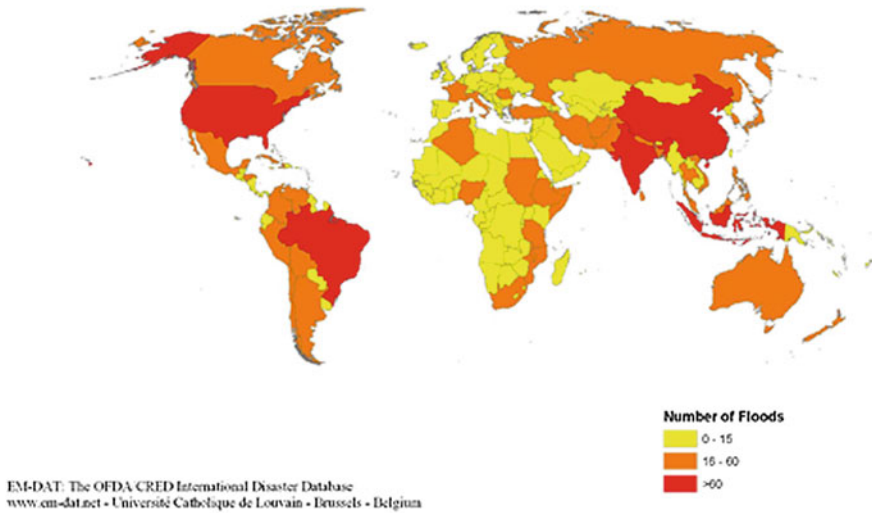 Number of Floods
0 - 15
16 - 60
>60
EM-DAT: The OFDA CRED International Disaster Database
www.em-dat.net - Université Catholique de Louvain - Brussels - Belgium